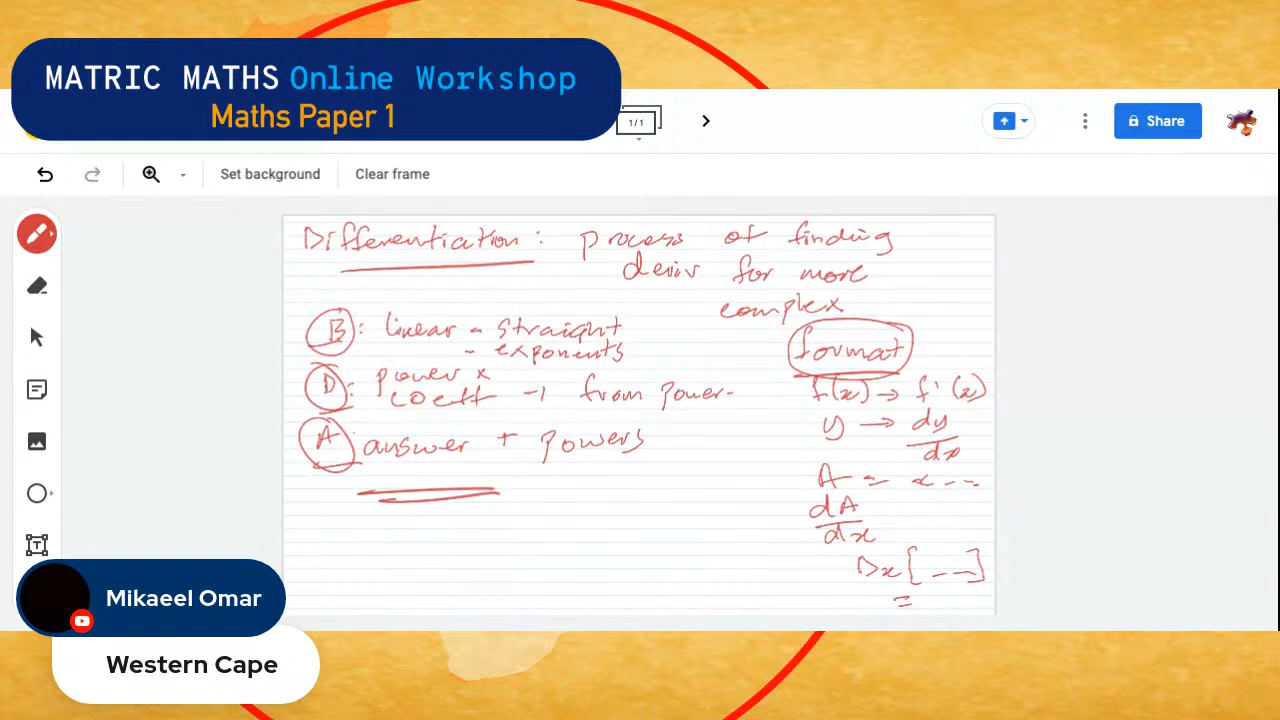 MATRIC MATHS Online Workshop
Maths Paper 1
1/1
Share
Set background
Clear frame
Differentiation : process of finding
deriv for more
complex
B : linear - straight
- exponents
D : power x
coeff -1 from power-
A : answer + powers
format
f(x) → f'(x)
y → dy
dx
A = x --
dA
dx
Dx[ -- ]
=
Mikaeel Omar
Western Cape